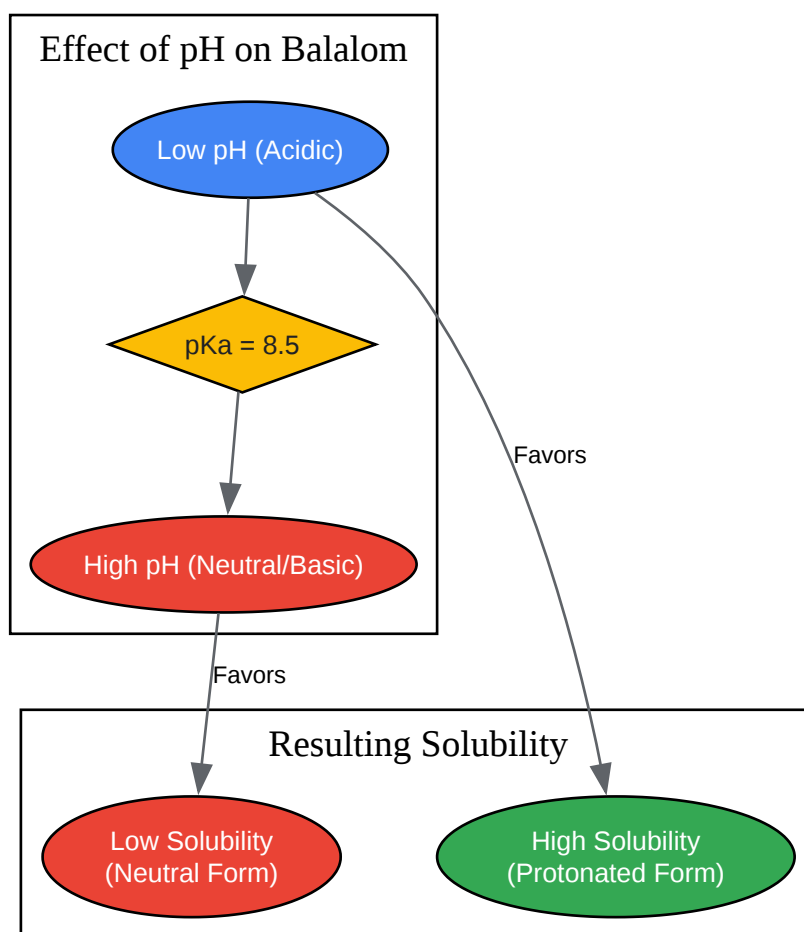 Effect of pH on Balalom
Low pH (Acidic)
pKa = 8.5
Favors
High pH (Neutral/Basic)
Favors
Resulting Solubility
Low Solubility
(Neutral Form)
High Solubility
(Protonated Form)